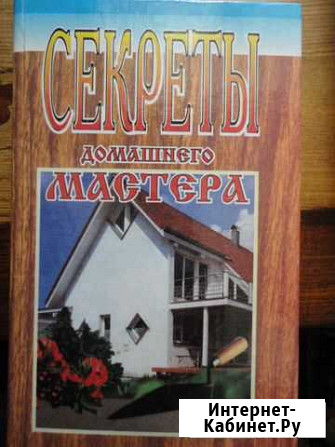 СЕКРЕТЫ
ДОМАШНЕГО
МАСТЕРА
Интернет-
Кабинет.Ру